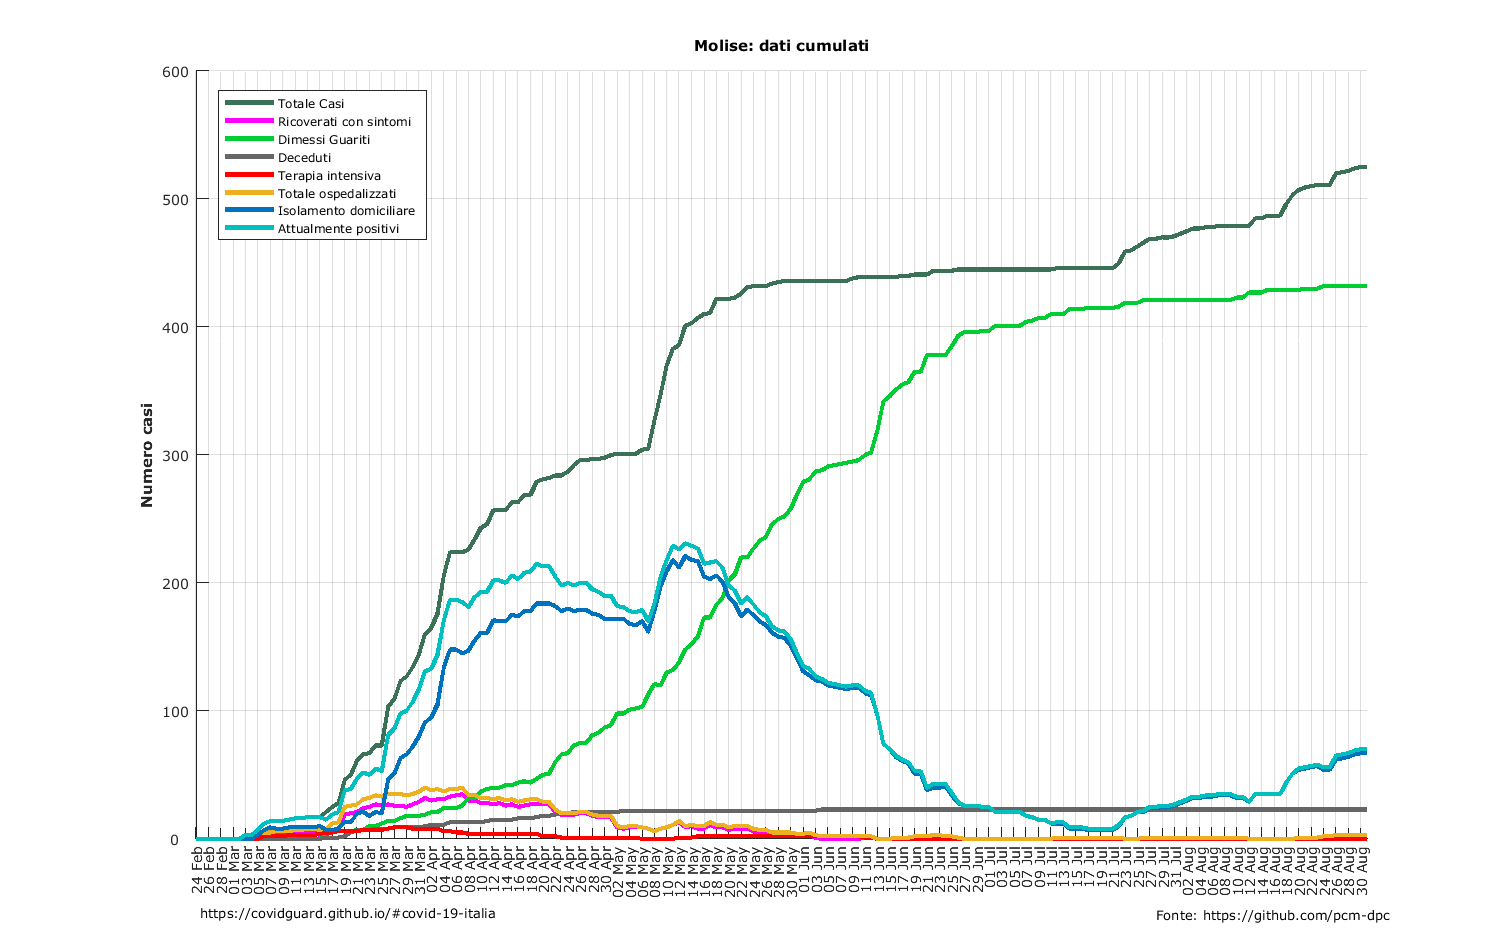 Molise: dati cumulati
600
500
400
300
200
100
0
Numero casi
Totale Casi
Ricoverati con sintomi
Dimessi Guariti
Deceduti
Terapia intensiva
Totale ospedalizzati
Isolamento domiciliare
Attualmente positivi
24 Feb
26 Feb
28 Feb
01 Mar
03 Mar
05 Mar
07 Mar
09 Mar
11 Mar
13 Mar
15 Mar
17 Mar
19 Mar
21 Mar
23 Mar
25 Mar
27 Mar
29 Mar
31 Mar
02 Apr
04 Apr
06 Apr
08 Apr
10 Apr
12 Apr
14 Apr
16 Apr
18 Apr
20 Apr
22 Apr
24 Apr
26 Apr
28 Apr
30 Apr
02 May
04 May
06 May
08 May
10 May
12 May
14 May
16 May
18 May
20 May
22 May
24 May
26 May
28 May
30 May
01 Jun
03 Jun
05 Jun
07 Jun
09 Jun
11 Jun
13 Jun
15 Jun
17 Jun
19 Jun
21 Jun
23 Jun
25 Jun
27 Jun
29 Jun
01 Jul
03 Jul
05 Jul
07 Jul
09 Jul
11 Jul
13 Jul
15 Jul
17 Jul
19 Jul
21 Jul
23 Jul
25 Jul
27 Jul
29 Jul
31 Jul
02 Aug
04 Aug
06 Aug
08 Aug
10 Aug
12 Aug
14 Aug
16 Aug
18 Aug
20 Aug
22 Aug
24 Aug
26 Aug
28 Aug
30 Aug
https://covidguard.github.io/#covid-19-italia
Fonte: https://github.com/pcm-dpc